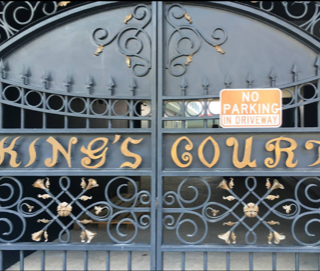 NO
PARKING
IN DRIVEWAY
KING'S COURT